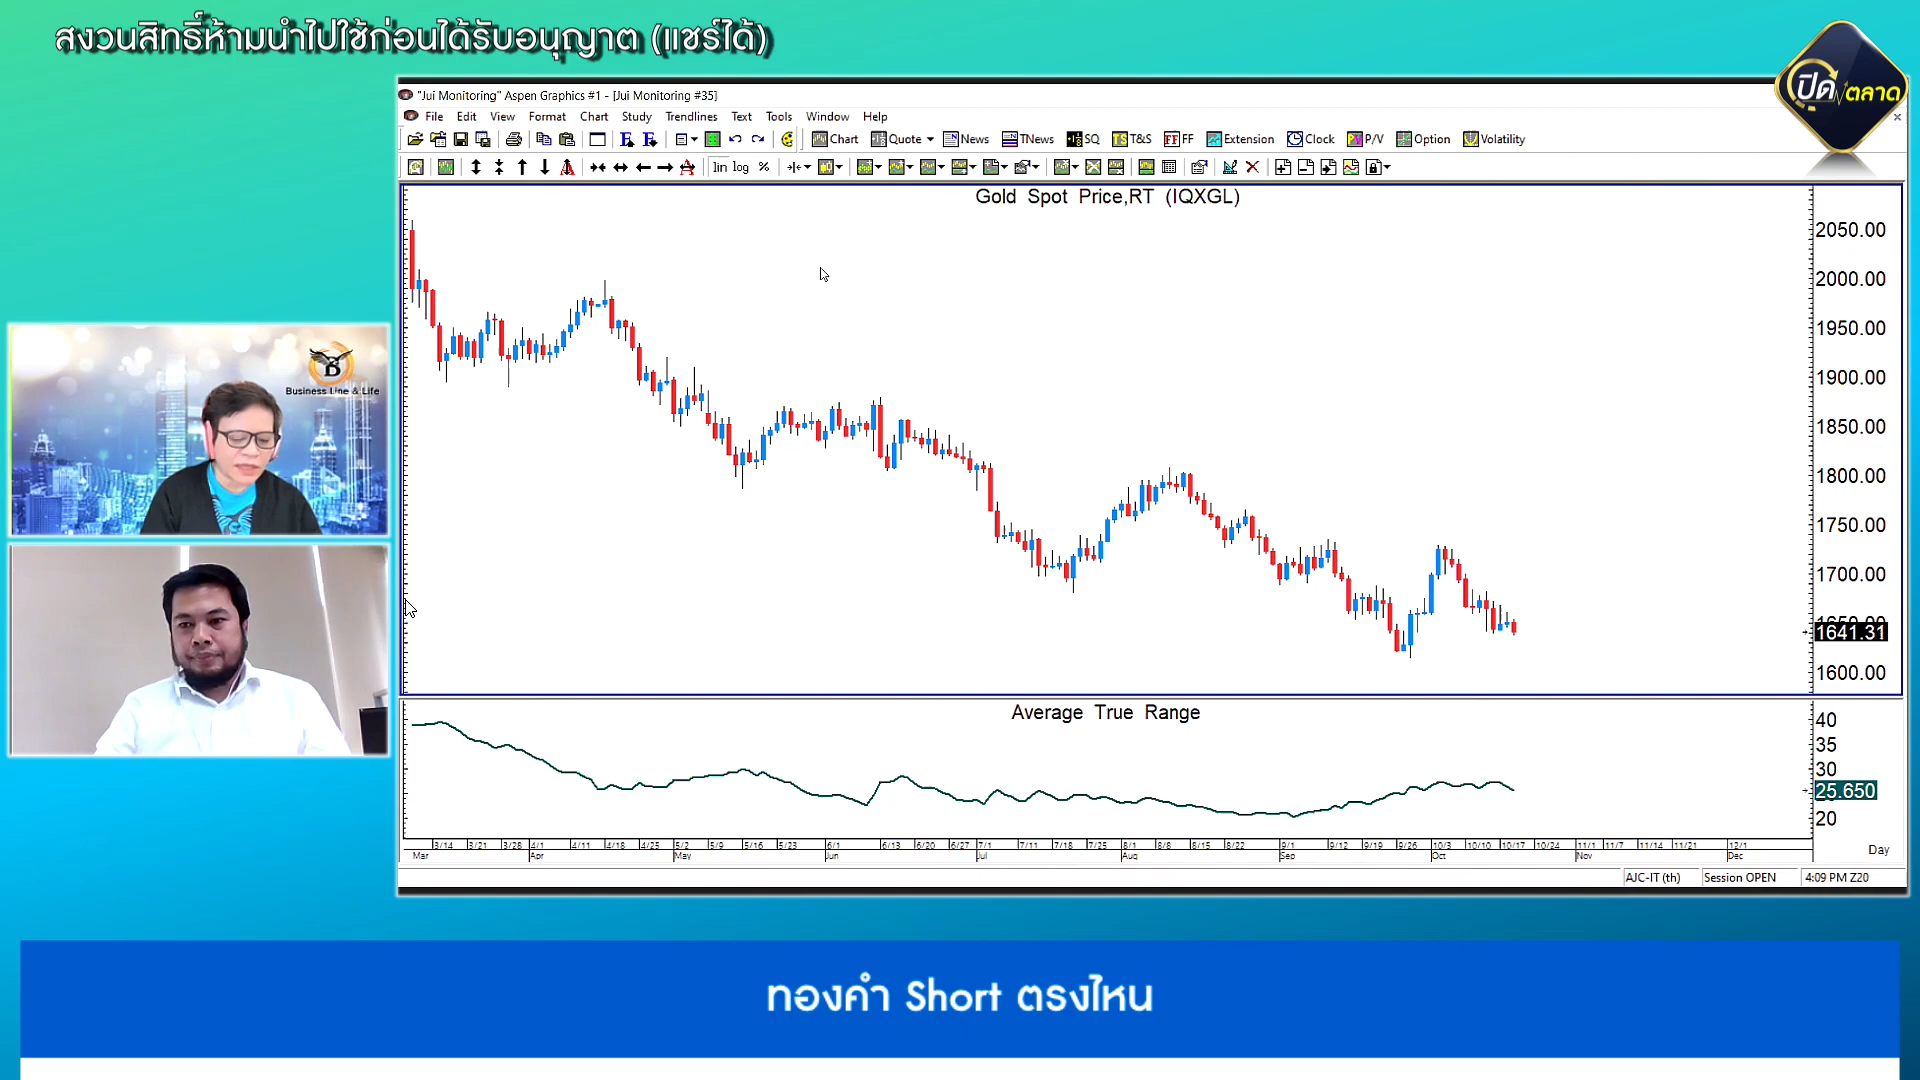 สงวนสิทธิ์ห้ามนำไปใช้ก่อนได้รับอนุญาต (แชร์ได้)
ปิดตลาด
"Jui Monitoring" Aspen Graphics #1 - [Jui Monitoring #35]
File Edit View Format Chart Study Trendlines Text Tools Window Help
Chart Quote News TNews SQ T&S FF Extension Clock P/V Option Volatility
lin log %
Gold Spot Price,RT (IQXGL)
2050.00
2000.00
1950.00
1900.00
1850.00
1800.00
1750.00
1700.00
1641.31
1600.00
B
Business Line & Life
Average True Range
40
35
30
25.650
20
3/14 3/21 3/28 4/1 4/11 4/18 4/25 5/2 5/9 5/16 5/23 6/1 6/13 6/20 6/27 7/1 7/11 7/18 7/25 8/1 8/8 8/15 8/22 9/1 9/12 9/19 9/26 10/3 10/10 10/17 10/24 11/1 11/7 11/14 11/21 12/1
Mar Apr May Jun Jul Aug Sep Oct Nov Dec
Day
AJC-IT (th) Session OPEN 4:09 PM Z20
ทองคำ Short ตรงไหน